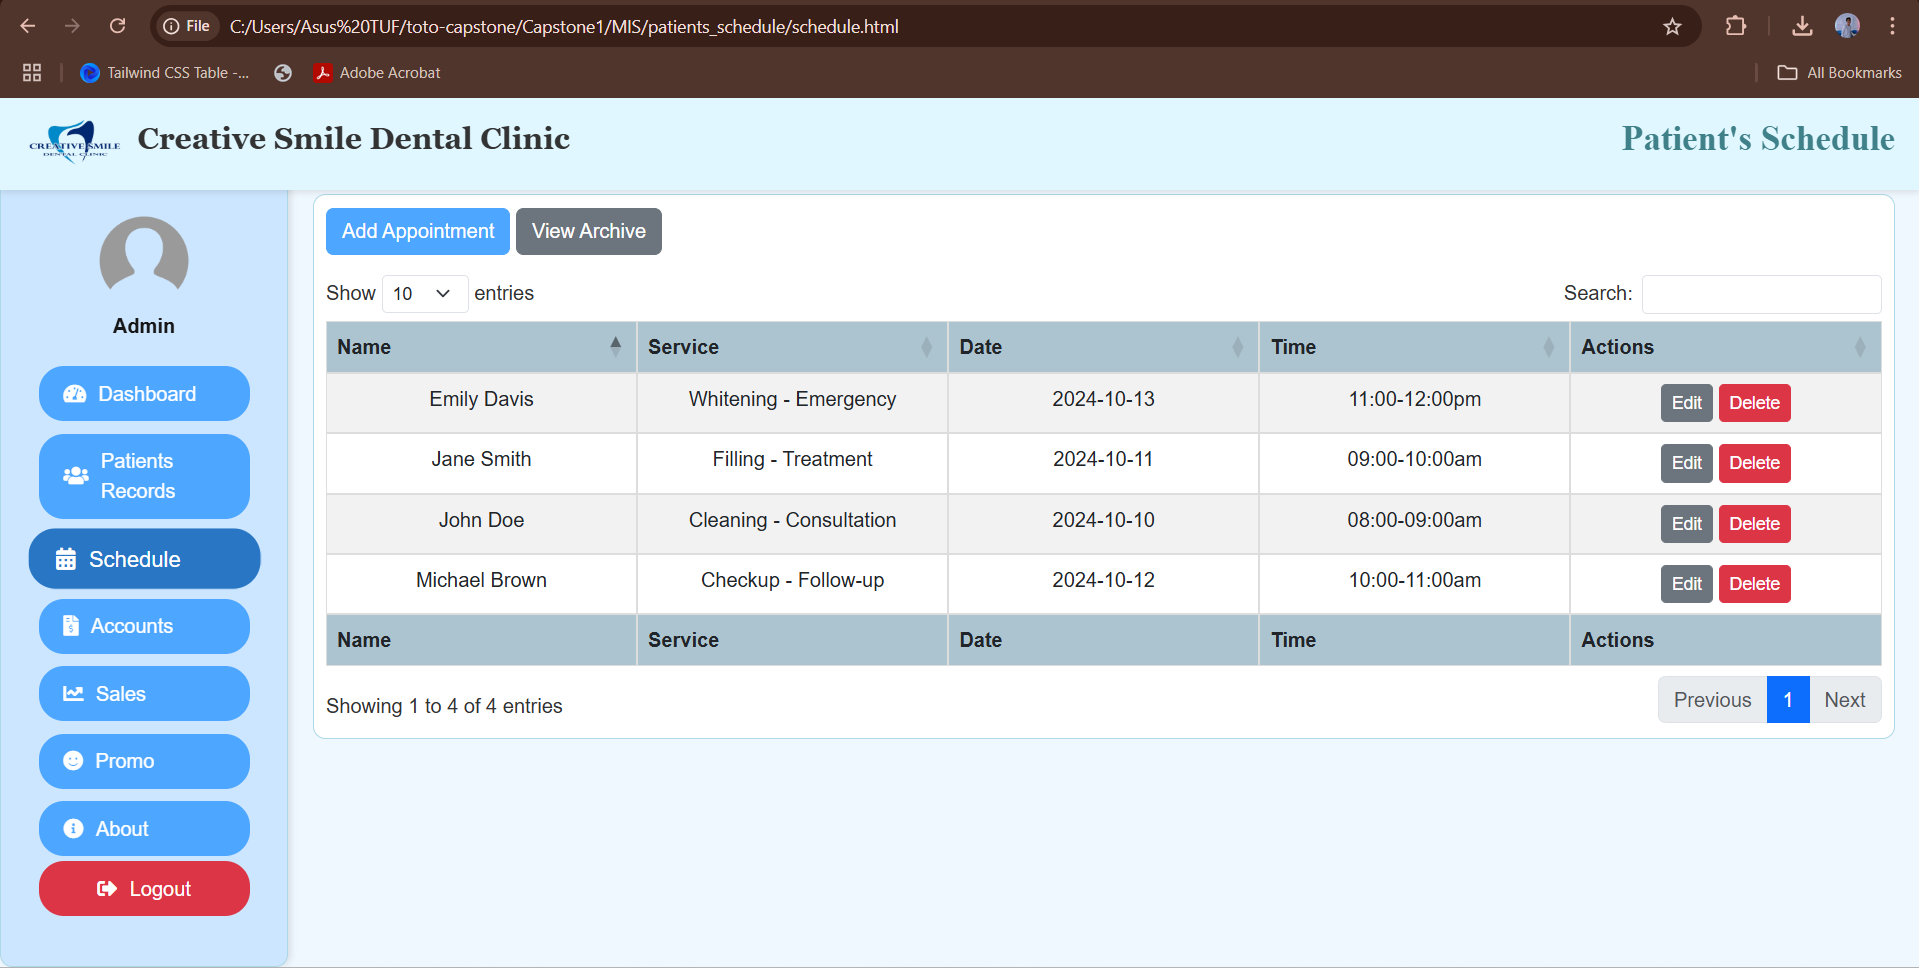 File C:/Users/Asus%20TUF/toto-capstone/Capstone1/MIS/patients_schedule/schedule.html
Tailwind CSS Table -... Adobe Acrobat All Bookmarks
CREATIVE SMILE
DENTAL CLINIC
Creative Smile Dental Clinic
Patient's Schedule
Admin
Dashboard
Patients
Records
Schedule
Accounts
Sales
Promo
About
Logout
Add Appointment View Archive
Show 10 entries Search:
Name Service Date Time Actions
Emily Davis Whitening - Emergency 2024-10-13 11:00-12:00pm Edit Delete
Jane Smith Filling - Treatment 2024-10-11 09:00-10:00am Edit Delete
John Doe Cleaning - Consultation 2024-10-10 08:00-09:00am Edit Delete
Michael Brown Checkup - Follow-up 2024-10-12 10:00-11:00am Edit Delete
Name Service Date Time Actions
Showing 1 to 4 of 4 entries Previous 1 Next